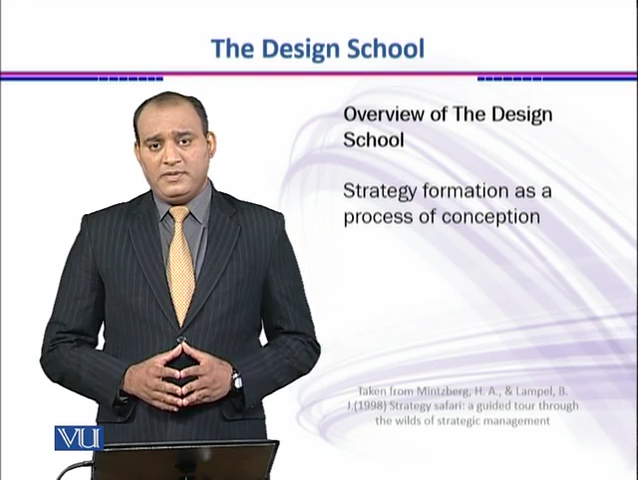 The Design School
Overview of The Design
School
Strategy formation as a
process of conception
Taken from Mintzberg, H. A., & Lampel, B.
J.(1998) Strategy safari: a guided tour through
the wilds of strategic management
VU